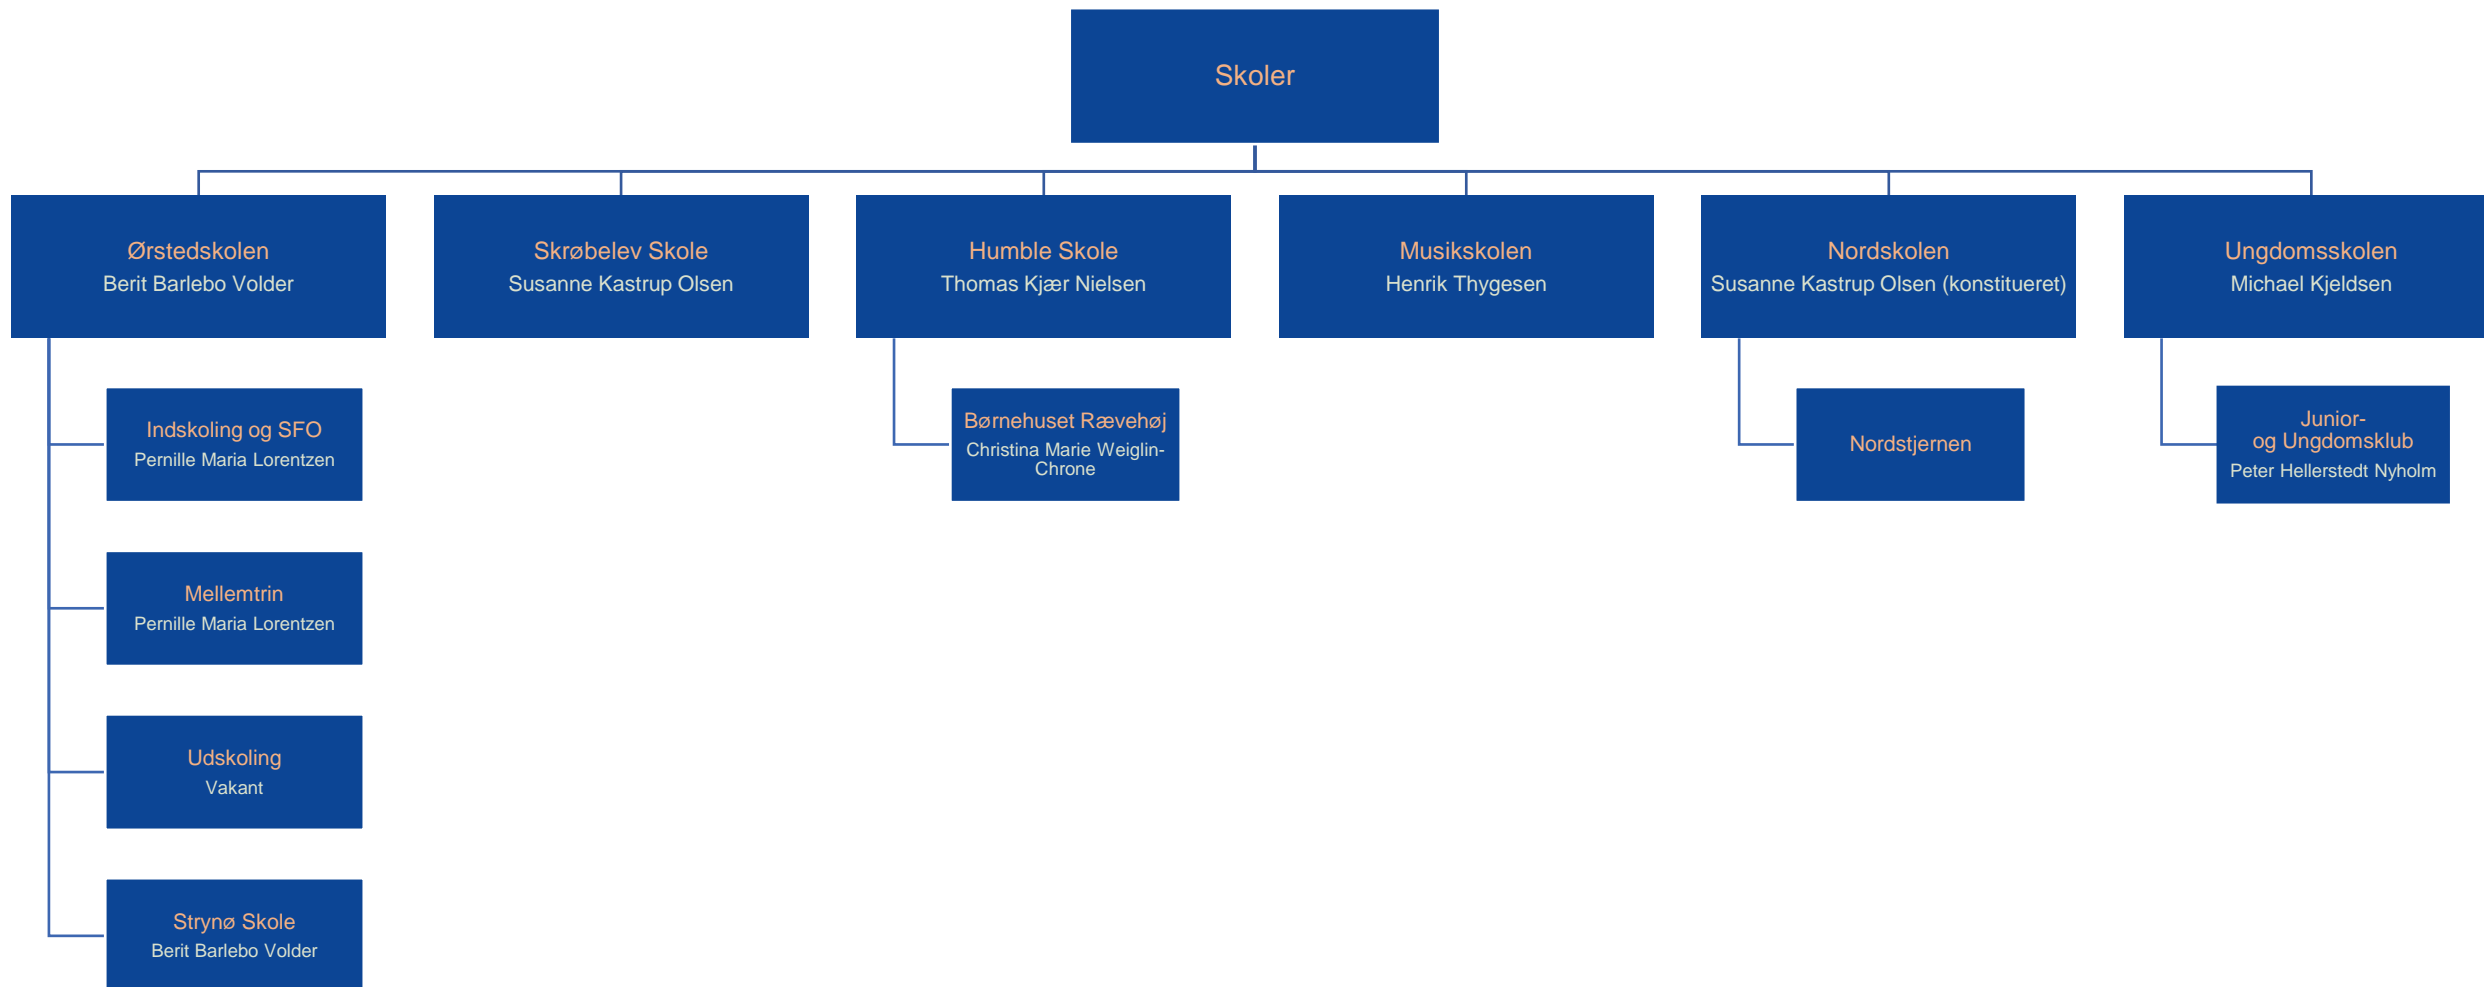 Skoler
Ørstedskolen
Berit Barlebo Volder
Skrøbelev Skole
Susanne Kastrup Olsen
Humble Skole
Thomas Kjær Nielsen
Musikskolen
Henrik Thygesen
Nordskolen
Susanne Kastrup Olsen (konstitueret)
Ungdomsskolen
Michael Kjeldsen
Indskoling og SFO
Pernille Maria Lorentzen
Mellemtrin
Pernille Maria Lorentzen
Udskoling
Vakant
Strynø Skole
Berit Barlebo Volder
Børnehuset Rævehøj
Christina Marie Weiglin-
Chrone
Nordstjernen
Junior-
og Ungdomsklub
Peter Hellerstedt Nyholm